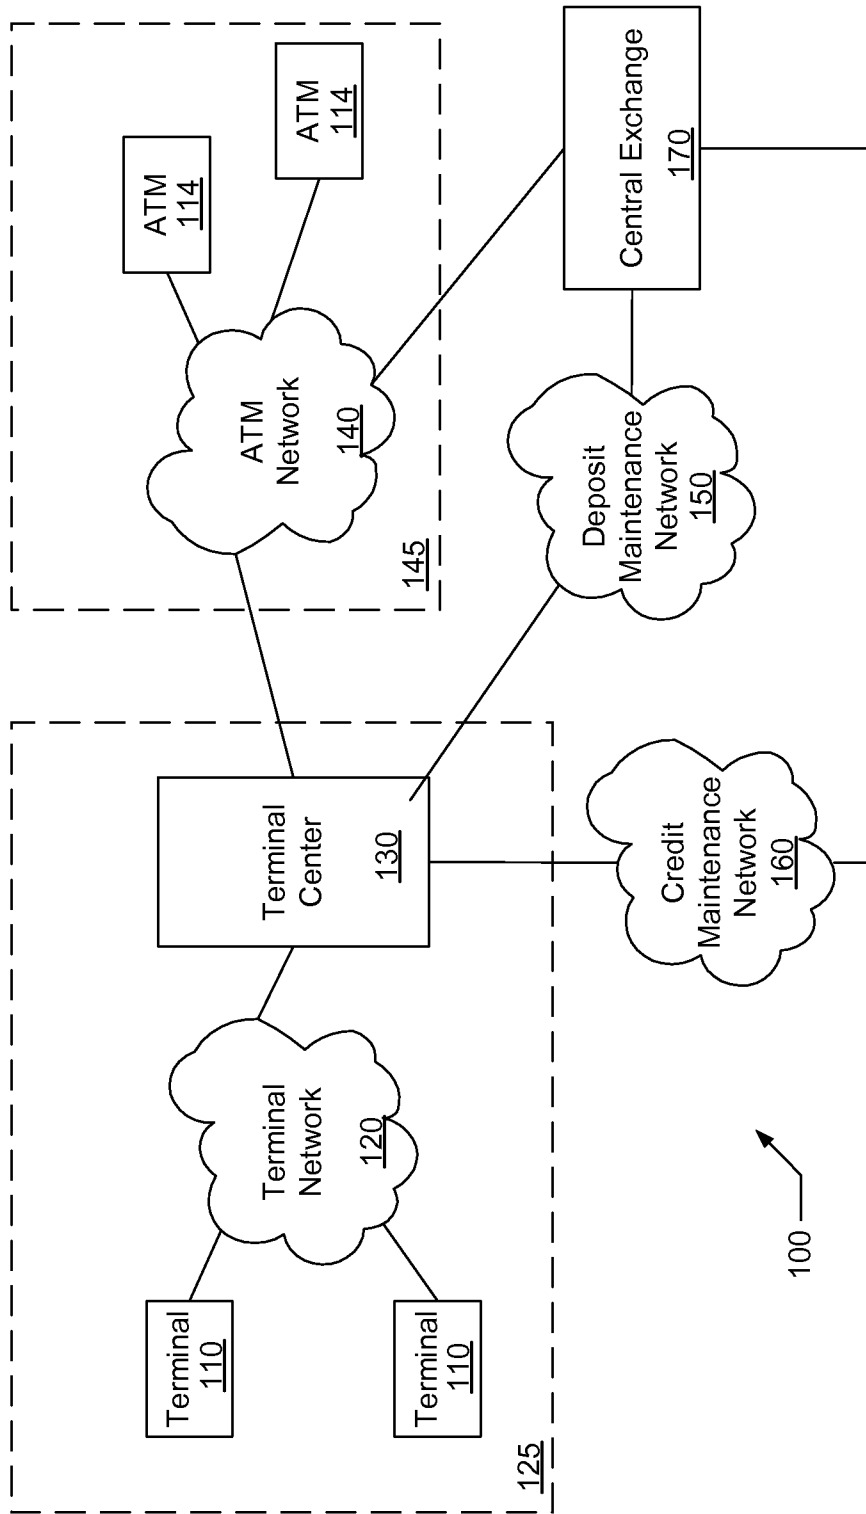 Terminal
110
Terminal
110
125
Terminal
Network
120
Terminal
Center
130
ATM
Network
140
ATM
114
ATM
114
145
Deposit
Maintenance
Network
150
Credit
Maintenance
Network
160
Central Exchange
170
100